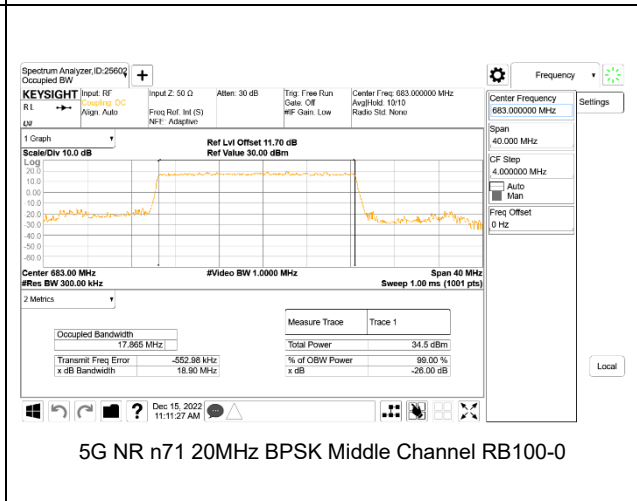 Spectrum Analyzer,ID:25602
Occupied BW
+
Frequency
KEYSIGHT Input: RF Input Z: 50 Ω Atten: 30 dB Trig: Free Run Center Freq: 683.000000 MHz
RL Coupling: DC Gate: Off Avg|Hold: 10/10
Align: Auto Freq Ref: Int (S) #IF Gain: Low Radio Std: None
NFE: Adaptive
Center Frequency
683.000000 MHz
Settings
Span
40.000 MHz
CF Step
4.000000 MHz
Auto
Man
Freq Offset
0 Hz
Local
1 Graph
Ref Lvl Offset 11.70 dB
Scale/Div 10.0 dB Ref Value 30.00 dBm
Log
20.0
10.0
0.00
-10.0
-20.0
-30.0
-40.0
-50.0
-60.0
Center 683.00 MHz #Video BW 1.0000 MHz Span 40 MHz
#Res BW 300.00 kHz Sweep 1.00 ms (1001 pts)
2 Metrics
Measure Trace Trace 1
Occupied Bandwidth
17.865 MHz Total Power 34.5 dBm
Transmit Freq Error -552.98 kHz % of OBW Power 99.00 %
x dB Bandwidth 18.90 MHz x dB -26.00 dB
? Dec 15, 2022
11:11:27 AM
5G NR n71 20MHz BPSK Middle Channel RB100-0